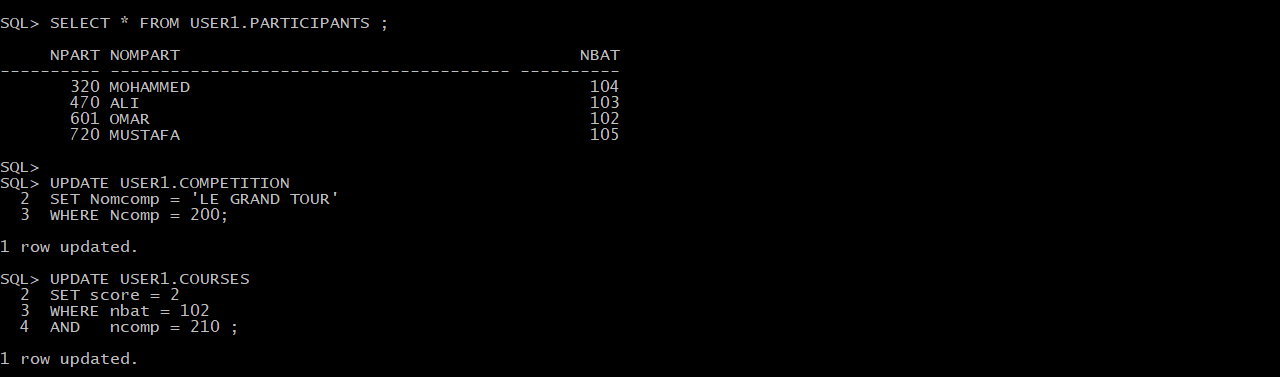 SQL> SELECT * FROM USER1.PARTICIPANTS ;
     NPART NOMPART                                        NBAT
---------- ---------------------------------------- ----------
       320 MOHAMMED                                        104
       470 ALI                                             103
       601 OMAR                                            102
       720 MUSTAFA                                         105
SQL>
SQL> UPDATE USER1.COMPETITION
  2  SET Nomcomp = 'LE GRAND TOUR'
  3  WHERE Ncomp = 200;
1 row updated.
SQL> UPDATE USER1.COURSES
  2  SET score = 2
  3  WHERE nbat = 102
  4  AND   ncomp = 210 ;
1 row updated.